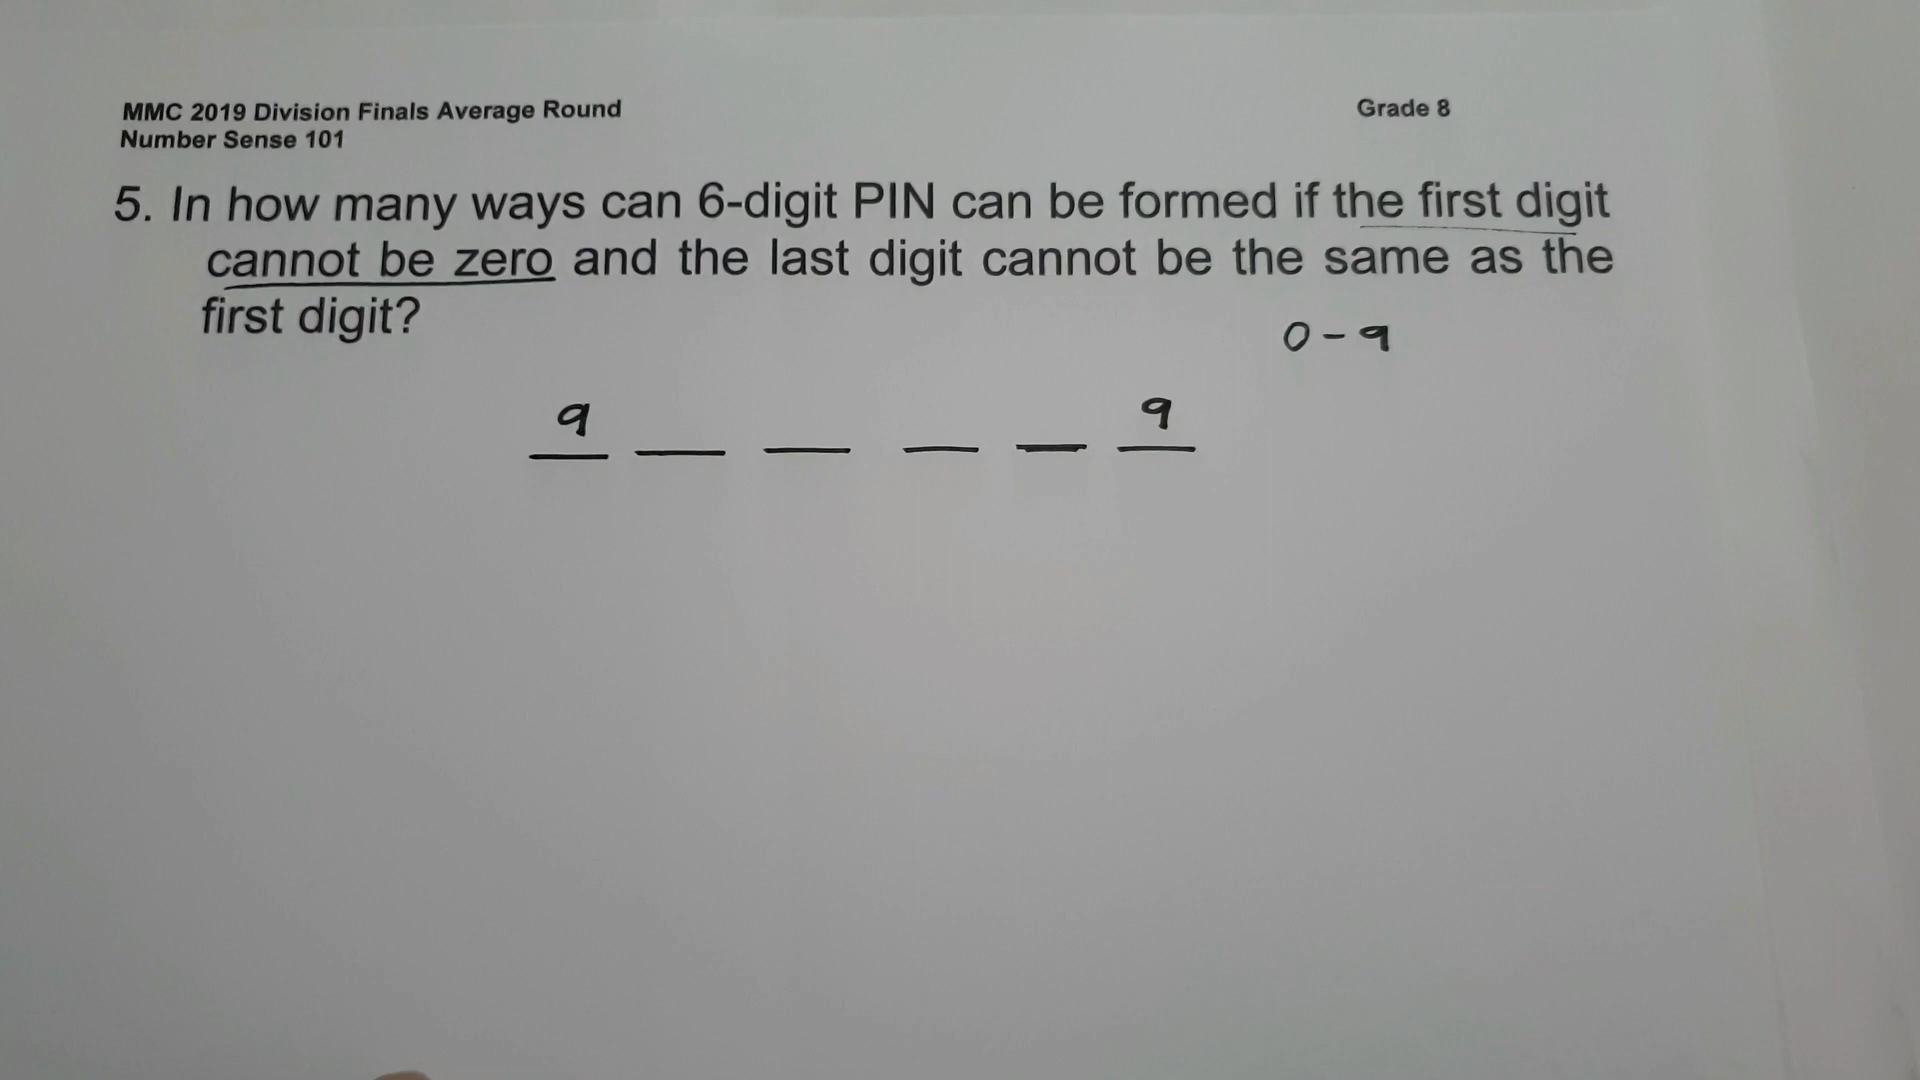 MMC 2019 Division Finals Average Round Grade 8
Number Sense 101
5. In how many ways can 6-digit PIN can be formed if the first digit
cannot be zero and the last digit cannot be the same as the
first digit?
0-9
9 _ _ _ _ 9